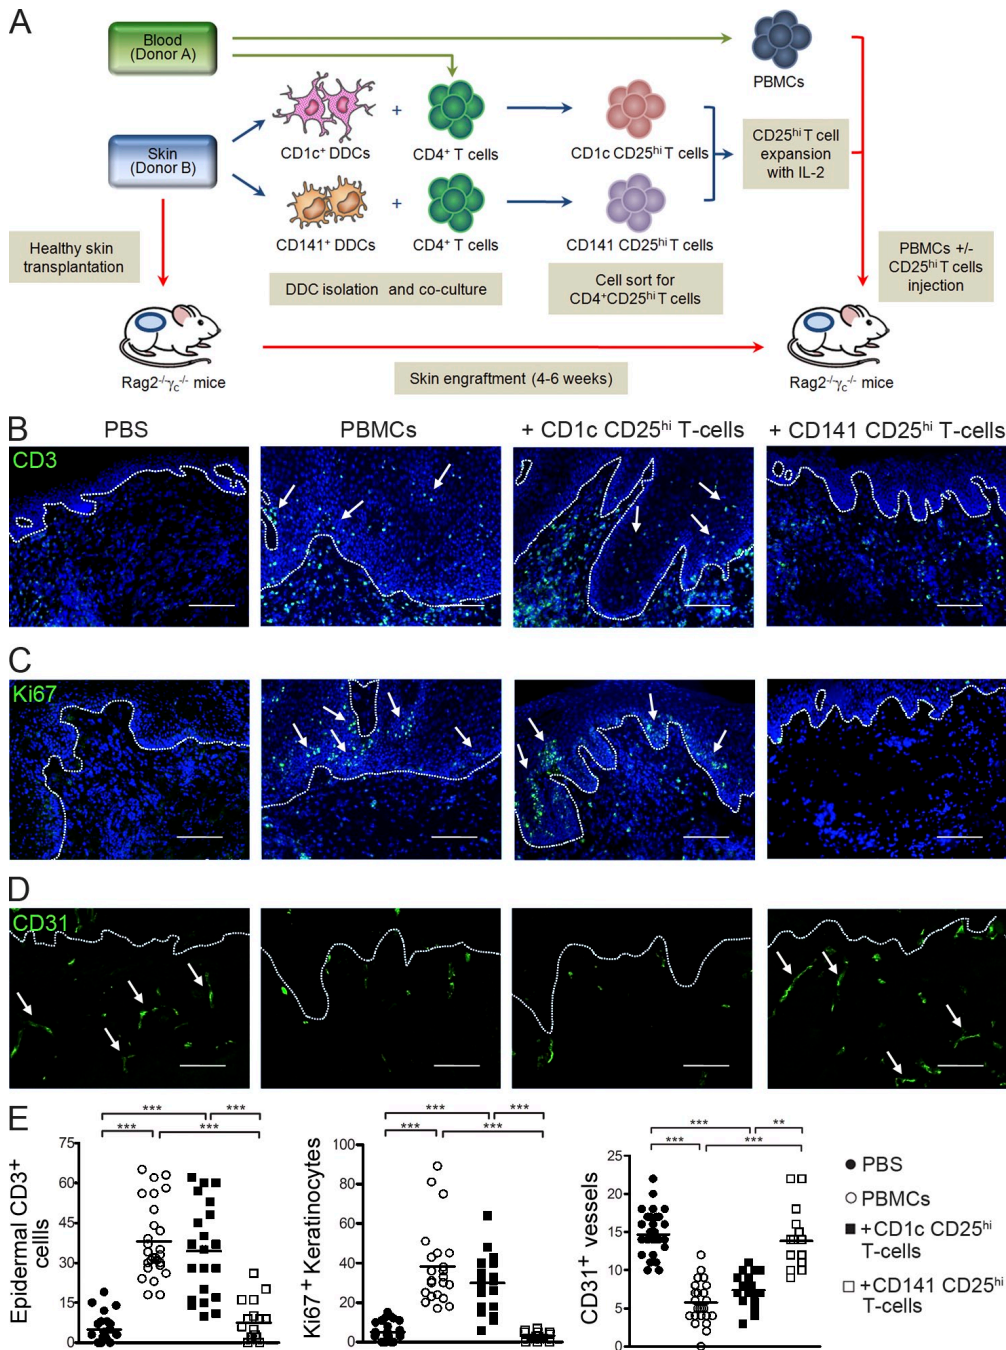 A
Blood
(Donor A)
PBMCs
Skin
(Donor B)
CD1c⁺ DDCs
+
CD4⁺ T cells
CD1c CD25ʰⁱ T cells
CD25ʰⁱ T cell
expansion
with IL-2
CD141⁺ DDCs
+
CD4⁺ T cells
CD141 CD25ʰⁱ T cells
Healthy skin
transplantation
DDC isolation and co-culture
Cell sort for
CD4⁺CD25ʰⁱ T cells
PBMCs +/-
CD25ʰⁱ T cells
injection
Rag2⁻/⁻γc⁻/⁻ mice
Skin engraftment (4-6 weeks)
Rag2⁻/⁻γc⁻/⁻ mice
B
PBS
PBMCs
+ CD1c CD25ʰⁱ T-cells
+ CD141 CD25ʰⁱ T-cells
CD3
C
Ki67
D
CD31
E
*** ***
*** ***
Epidermal CD3⁺
cellls
75
60
45
30
15
0
*** ***
*** ***
Ki67⁺ Keratinocytes
100
80
60
40
20
0
*** **
*** ***
CD31⁺ vessels
25
20
15
10
5
0
PBS
PBMCs
+CD1c CD25ʰⁱ
T-cells
+CD141 CD25ʰⁱ
T-cells